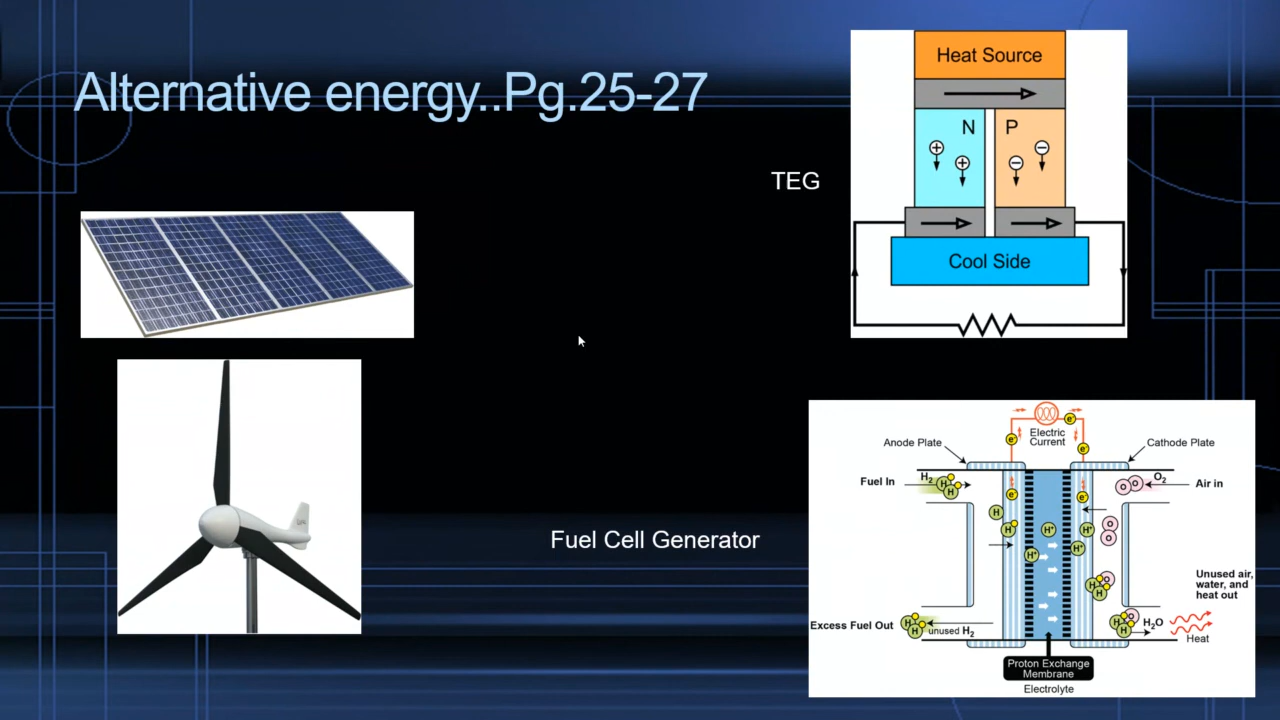 Alternative energy..Pg.25-27
TEG
Heat Source
N
P
+
−
+
−
Cool Side
Fuel Cell Generator
Electric
Current
Anode Plate
Cathode Plate
Fuel In
H₂
O₂
Air in
e⁻
e⁻
e⁻
e⁻
e⁻
e⁻
H
H
H
H
H⁺
H⁺
H⁺
H⁺
H⁺
O
O
O
O
O
H
H
Unused air,
water, and
heat out
Excess Fuel Out
unused H₂
H
H
H
O
H
H
H₂O
Heat
Proton Exchange
Membrane
Electrolyte